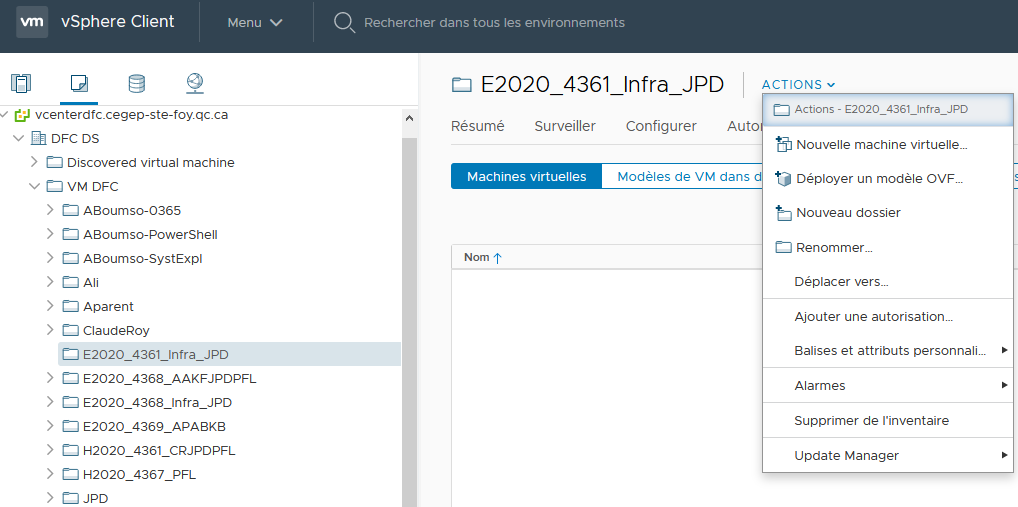 vm vSphere Client Menu Rechercher dans tous les environnements
vcenterdfc.cegep-ste-foy.qc.ca
DFC DS
Discovered virtual machine
VM DFC
ABoumso-0365
ABoumso-PowerShell
ABoumso-SystExpl
Ali
Aparent
ClaudeRoy
E2020_4361_Infra_JPD
E2020_4368_AAKFJPDPFL
E2020_4368_Infra_JPD
E2020_4369_APABKB
H2020_4361_CRJPDPFL
H2020_4367_PFL
JPD
E2020_4361_Infra_JPD
ACTIONS
Résumé Surveiller Configurer Autor
Machines virtuelles Modèles de VM dans d
Nom
Actions - E2020_4361_Infra_JPD
Nouvelle machine virtuelle...
Déployer un modèle OVF...
Nouveau dossier
Renommer...
Déplacer vers...
Ajouter une autorisation...
Balises et attributs personnali...
Alarmes
Supprimer de l'inventaire
Update Manager